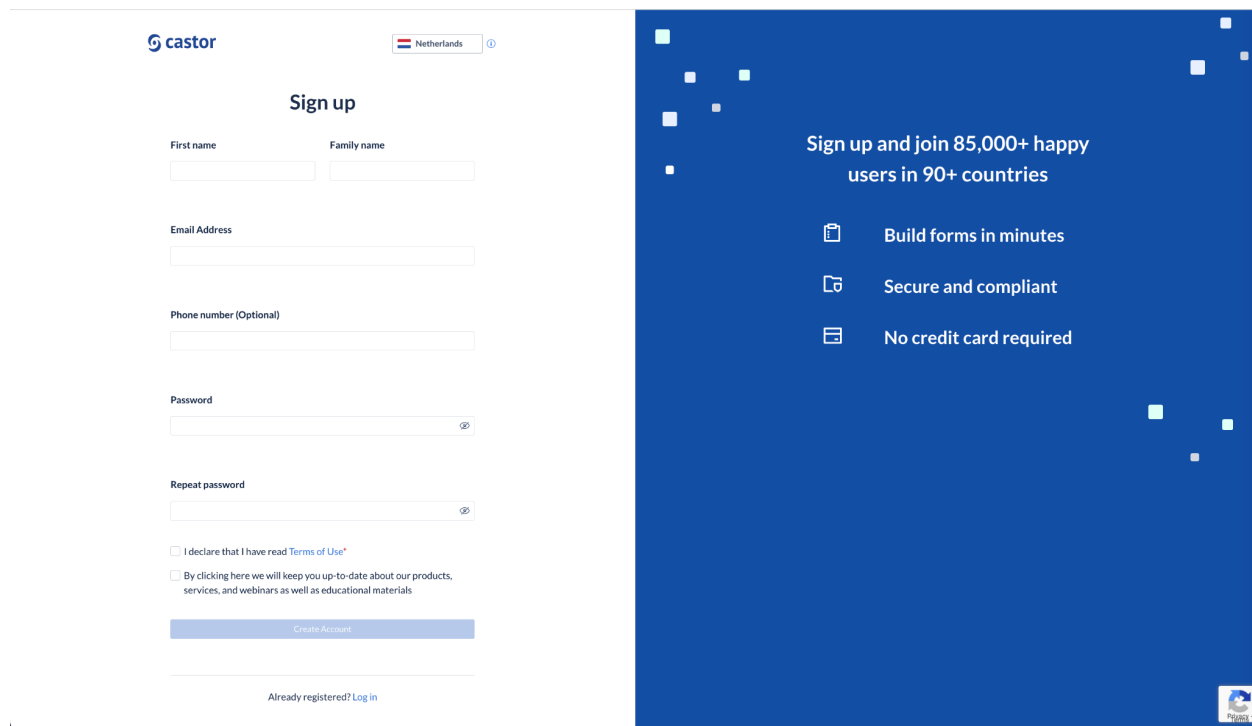 castor
Netherlands
Sign up
First name
Family name
Email Address
Phone number (Optional)
Password
Repeat password
I declare that I have read Terms of Use*
By clicking here we will keep you up-to-date about our products,
services, and webinars as well as educational materials
Create Account
Already registered? Log in
Sign up and join 85,000+ happy
users in 90+ countries
Build forms in minutes
Secure and compliant
No credit card required
Privacy -
Terms